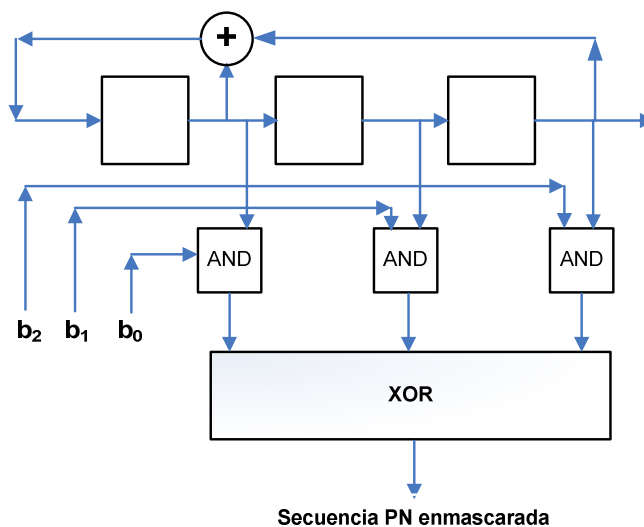 +
AND AND AND
b₂ b₁ b₀
XOR
Secuencia PN enmascarada